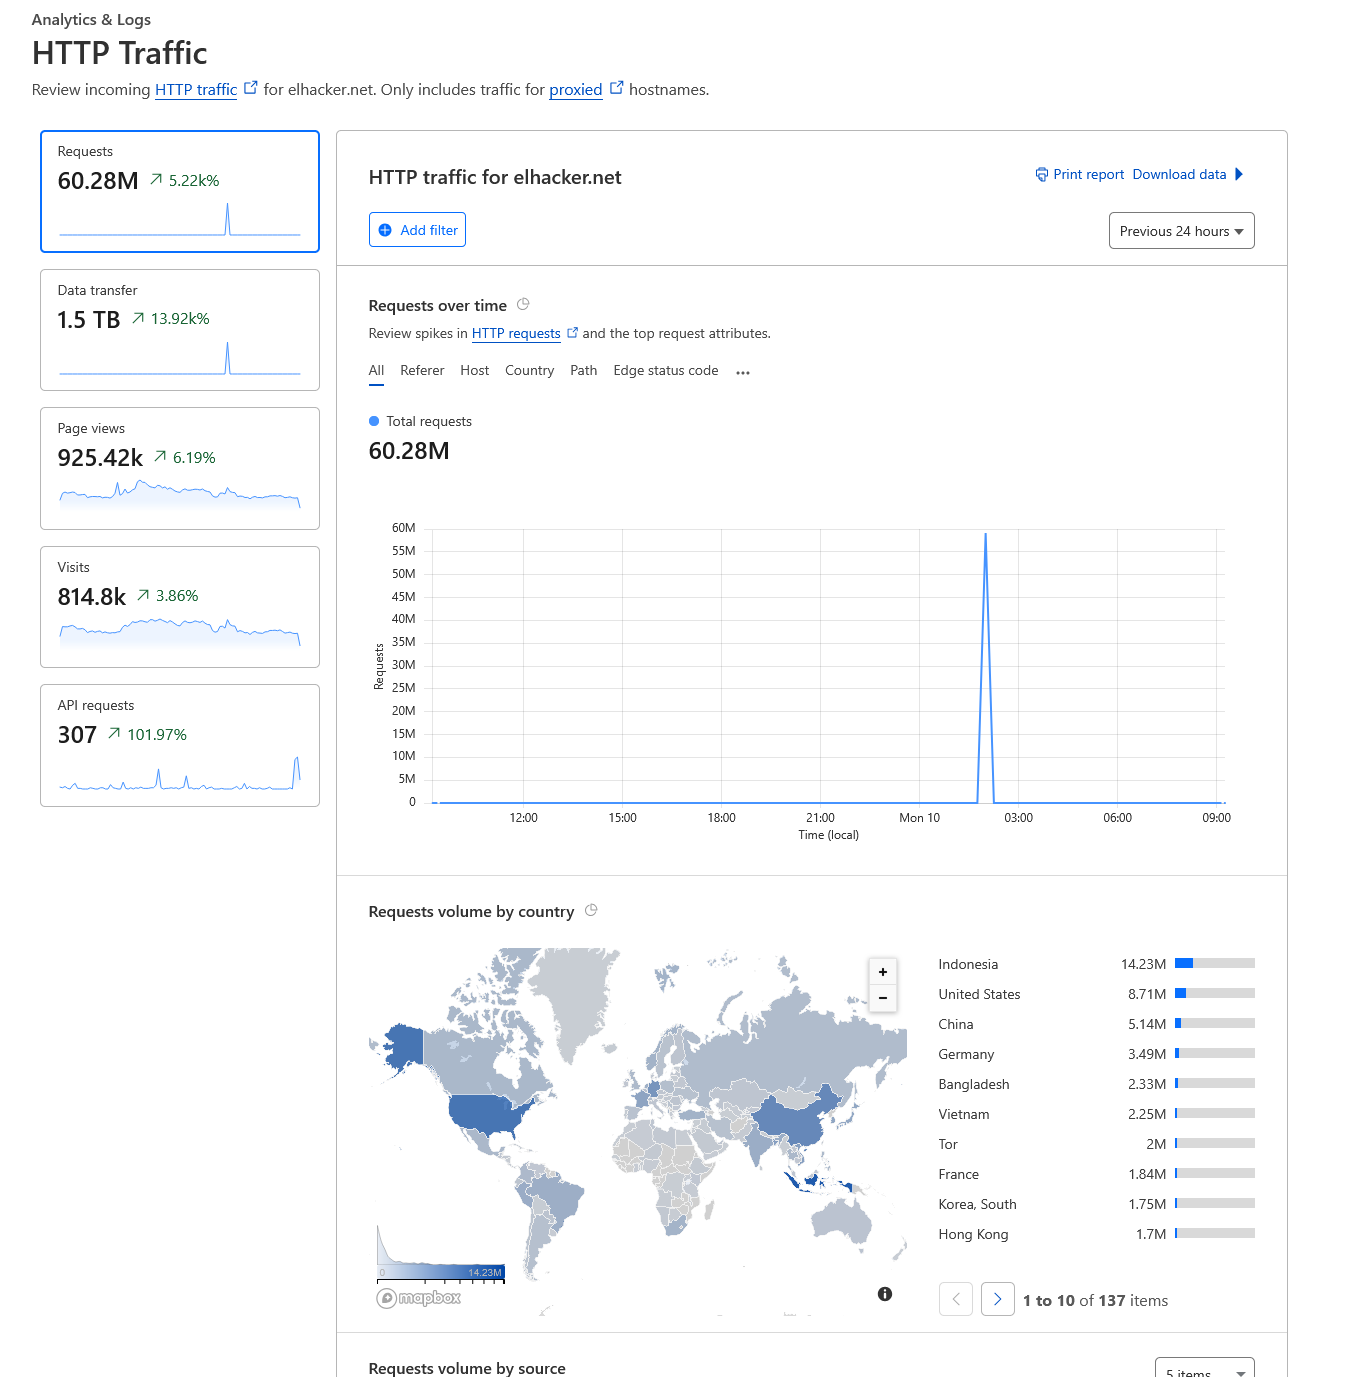 Analytics & Logs
HTTP Traffic
Review incoming HTTP traffic for elhacker.net. Only includes traffic for proxied hostnames.
Requests
60.28M 5.22k%
Data transfer
1.5 TB 13.92k%
Page views
925.42k 6.19%
Visits
814.8k 3.86%
API requests
307 101.97%
HTTP traffic for elhacker.net
Print report Download data
Add filter
Previous 24 hours
Requests over time
Review spikes in HTTP requests and the top request attributes.
All Referer Host Country Path Edge status code ...
Total requests
60.28M
60M
55M
50M
45M
40M
35M
30M
25M
20M
15M
10M
5M
0
Requests
12:00 15:00 18:00 21:00 Mon 10 03:00 06:00 09:00
Time (local)
Requests volume by country
+
−
0 14.23M
mapbox
Indonesia 14.23M
United States 8.71M
China 5.14M
Germany 3.49M
Bangladesh 2.33M
Vietnam 2.25M
Tor 2M
France 1.84M
Korea, South 1.75M
Hong Kong 1.7M
1 to 10 of 137 items
Requests volume by source
5 items